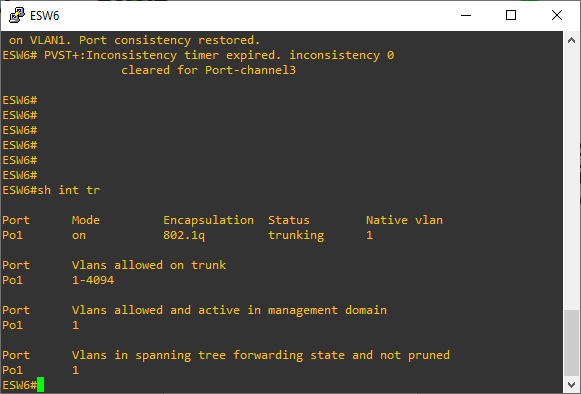 ESW6
on VLAN1. Port consistency restored.
ESW6# PVST+:Inconsistency timer expired. inconsistency 0
cleared for Port-channel3
ESW6#
ESW6#
ESW6#
ESW6#
ESW6#
ESW6#
ESW6#sh int tr
Port Mode Encapsulation Status Native vlan
Po1 on 802.1q trunking 1
Port Vlans allowed on trunk
Po1 1-4094
Port Vlans allowed and active in management domain
Po1 1
Port Vlans in spanning tree forwarding state and not pruned
Po1 1
ESW6#